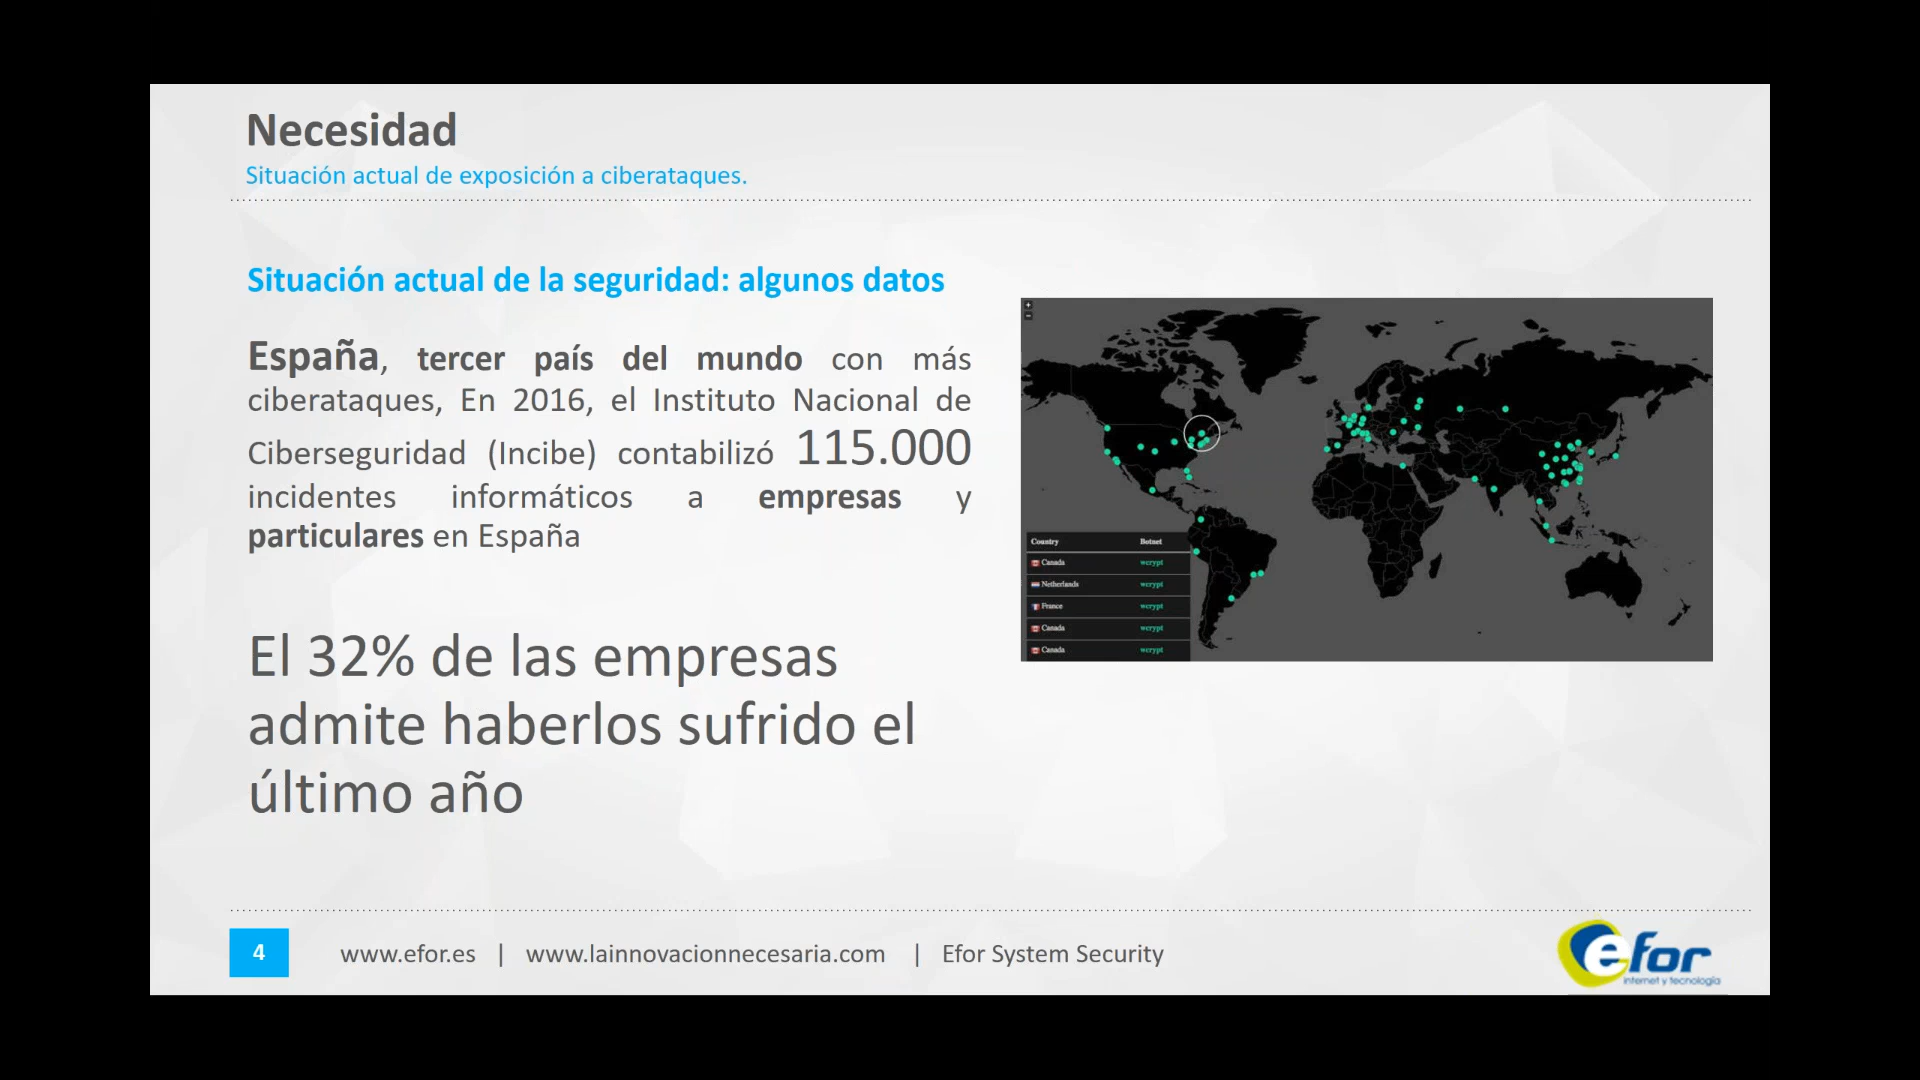 Necesidad
Situación actual de exposición a ciberataques.
Situación actual de la seguridad: algunos datos
España, tercer país del mundo con más
ciberataques, En 2016, el Instituto Nacional de
Ciberseguridad (Incibe) contabilizó 115.000
incidentes informáticos a empresas y
particulares en España
El 32% de las empresas
admite haberlos sufrido el
último año
+
−
Country Botnet
Canada wcrypt
Netherlands wcrypt
France wcrypt
Canada wcrypt
Canada wcrypt
4 www.efor.es | www.lainnovacionnecesaria.com | Efor System Security
efor
internet y tecnología